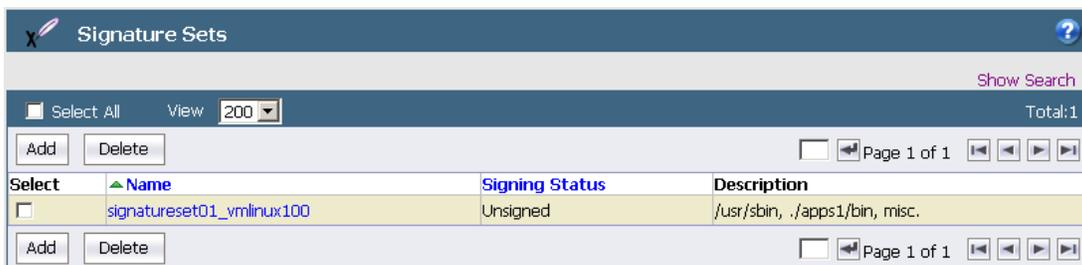 Signature Sets ?
Show Search
Select All View 200 Total:1
Add Delete Page 1 of 1
Select Name Signing Status Description
signatureset01_vmlinux100 Unsigned /usr/sbin, ./apps1/bin, misc.
Add Delete Page 1 of 1